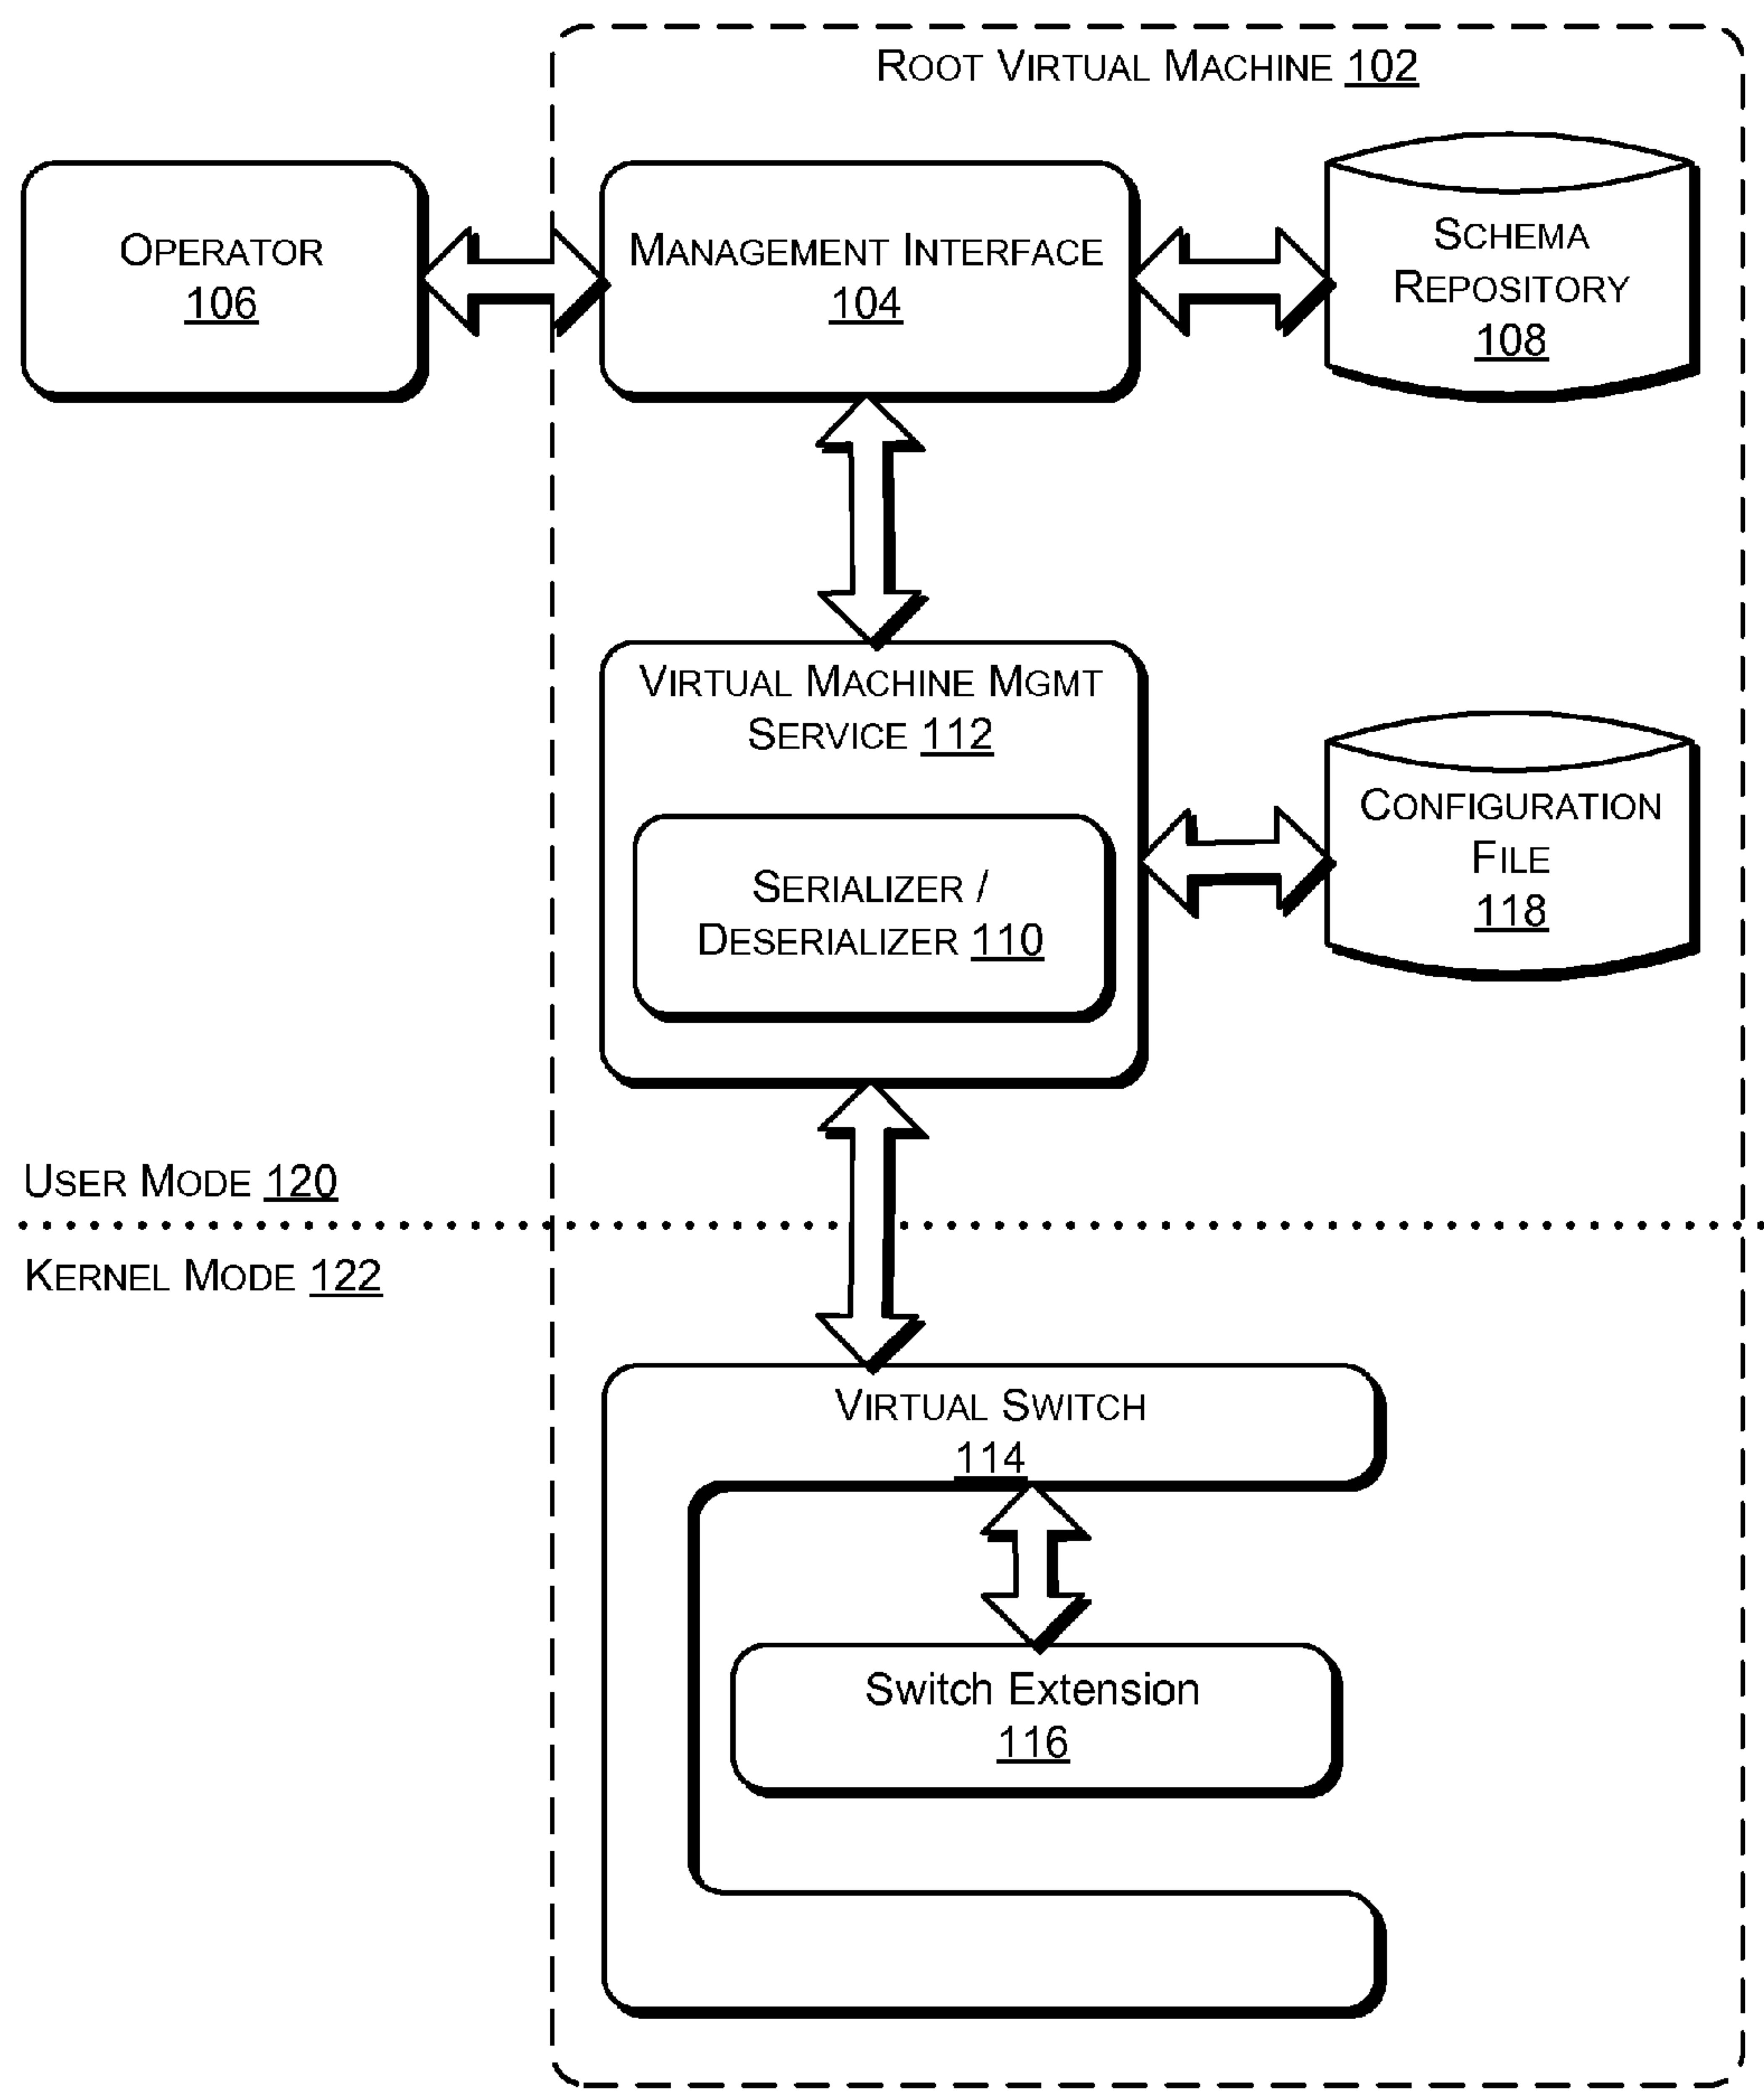 ROOT VIRTUAL MACHINE 102
OPERATOR
106
MANAGEMENT INTERFACE
104
SCHEMA
REPOSITORY
108
VIRTUAL MACHINE MGMT
SERVICE 112
SERIALIZER /
DESERIALIZER 110
CONFIGURATION
FILE
118
USER MODE 120
KERNEL MODE 122
VIRTUAL SWITCH
114
Switch Extension
116